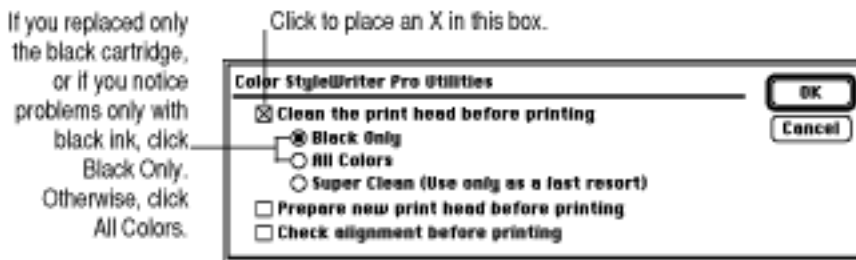 If you replaced only
the black cartridge,
or if you notice
problems only with
black ink, click
Black Only.
Otherwise, click
All Colors.
Click to place an X in this box.
Color StyleWriter Pro Utilities
Clean the print head before printing
Black Only
All Colors
Super Clean (Use only as a last resort)
Prepare new print head before printing
Check alignment before printing
OK
Cancel